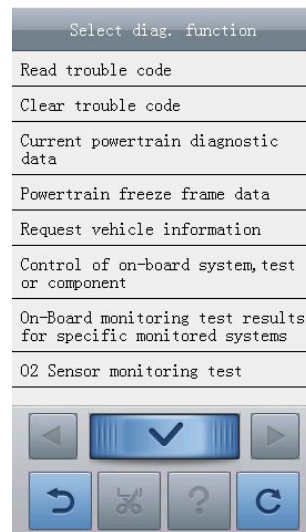 Select diag. function
Read trouble code
Clear trouble code
Current powertrain diagnostic
data
Powertrain freeze frame data
Request vehicle information
Control of on-board system,test
or component
On-Board monitoring test results
for specific monitored systems
O2 Sensor monitoring test
?